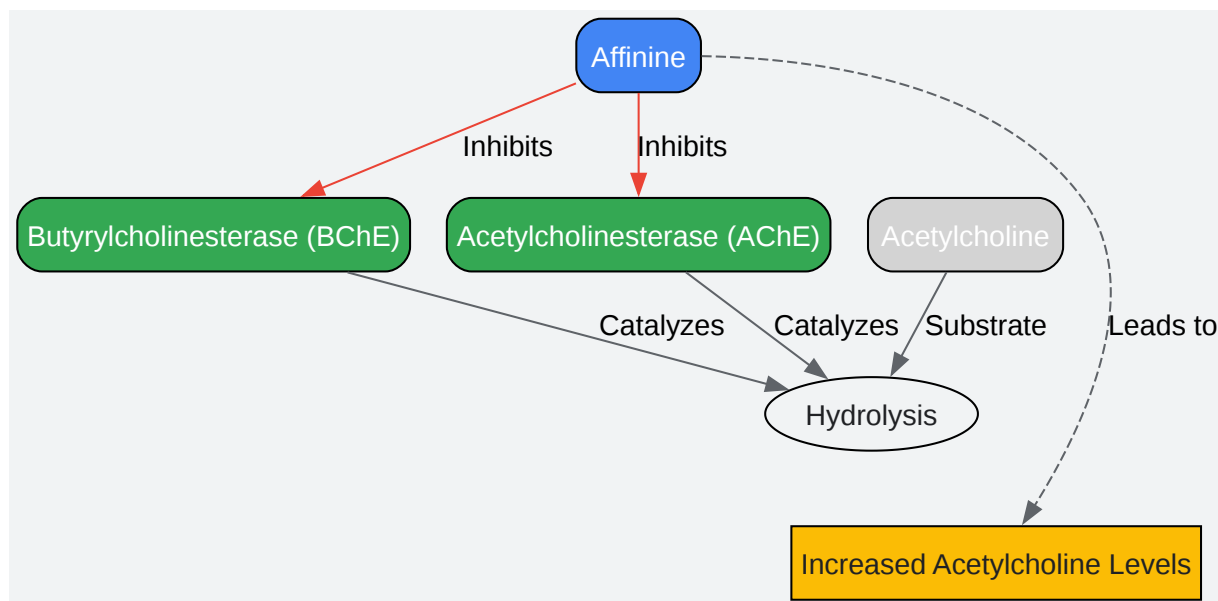 Affinine
Inhibits
Inhibits
Butyrylcholinesterase (BChE)
Acetylcholinesterase (AChE)
Acetylcholine
Catalyzes
Catalyzes
Substrate
Leads to
Hydrolysis
Increased Acetylcholine Levels